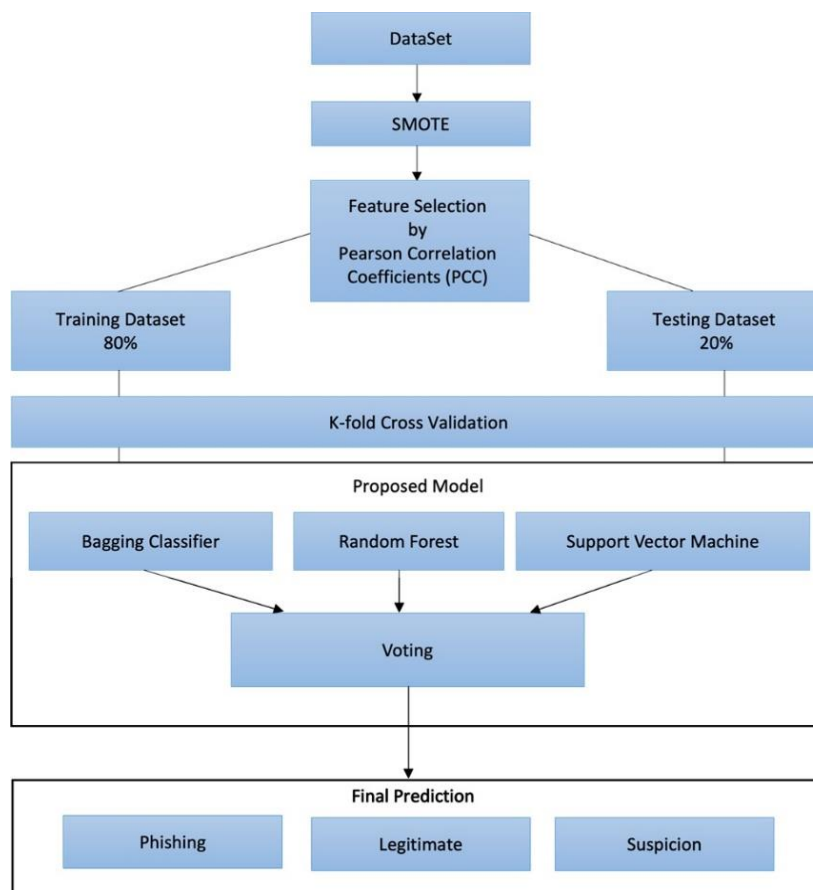 DataSet
SMOTE
Feature Selection
by
Pearson Correlation
Coefficients (PCC)
Training Dataset
80%
Testing Dataset
20%
K-fold Cross Validation
Proposed Model
Bagging Classifier
Random Forest
Support Vector Machine
Voting
Final Prediction
Phishing
Legitimate
Suspicion